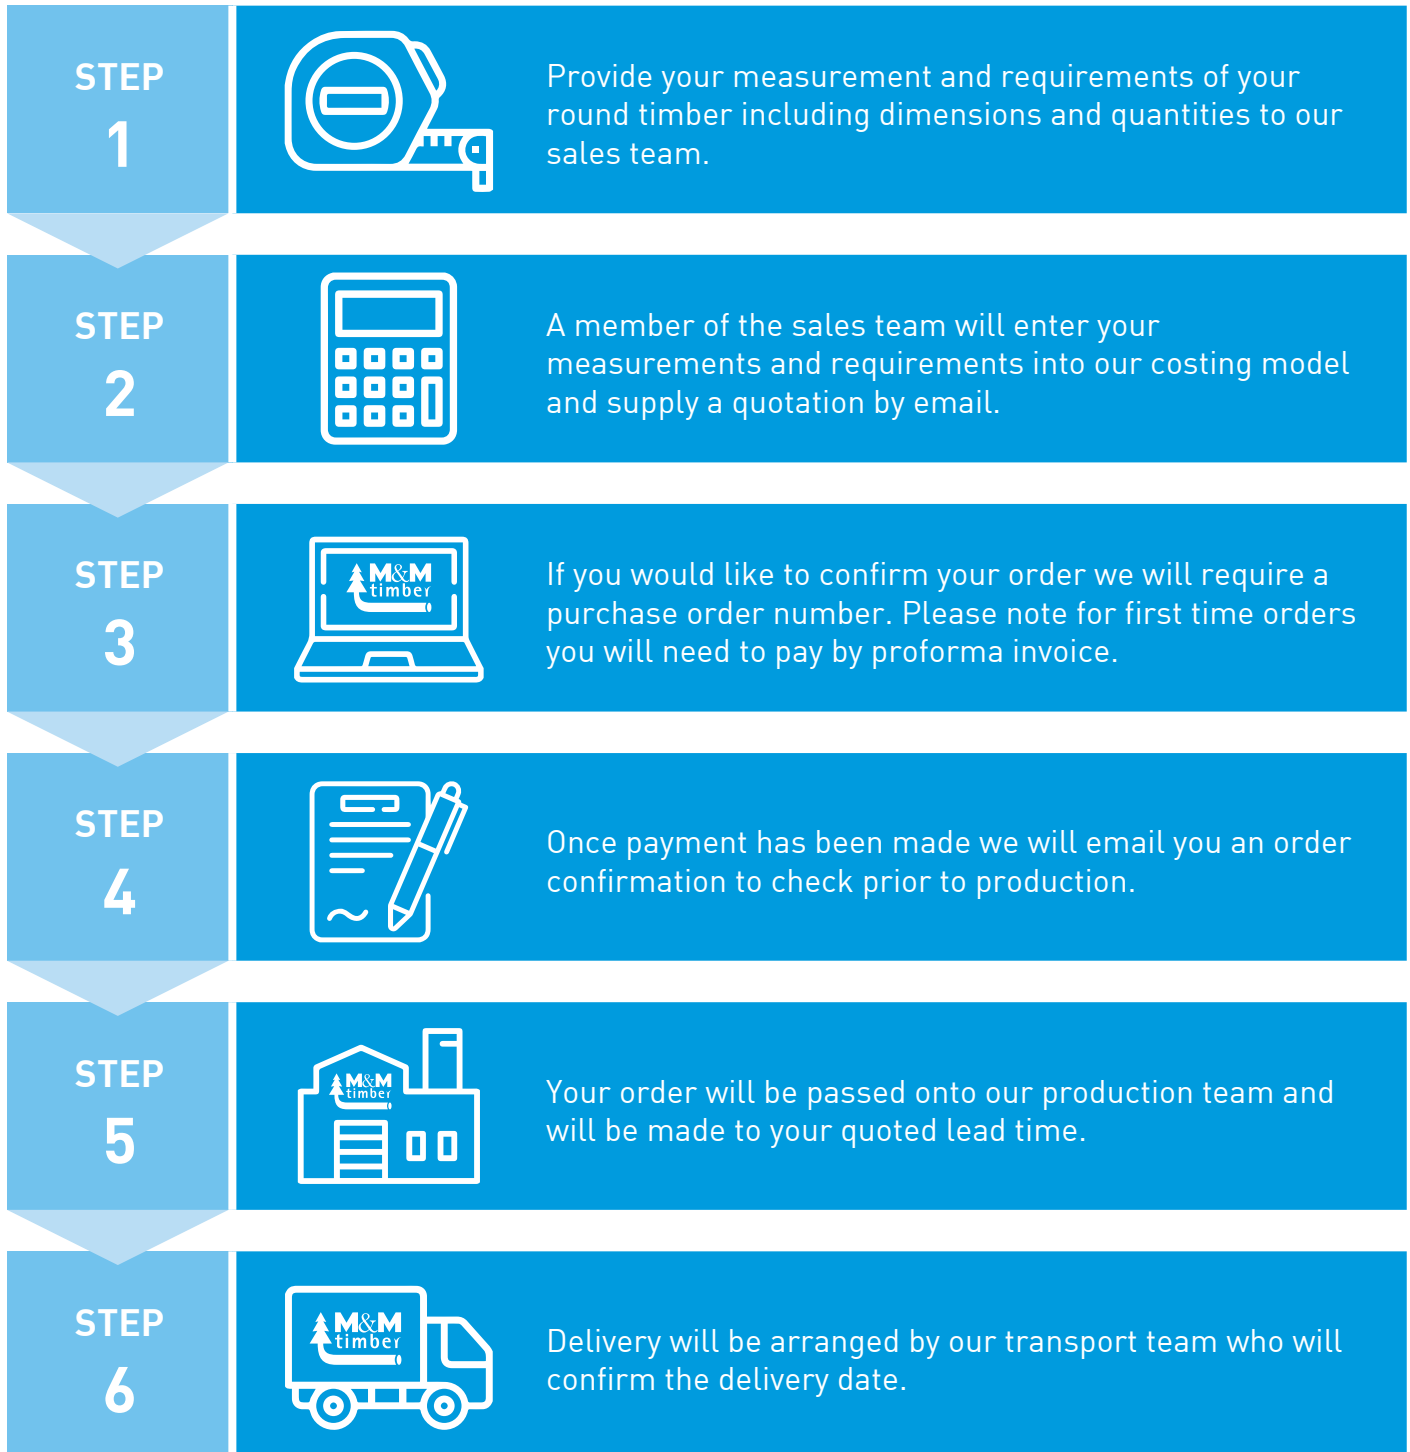 STEP
1
Provide your measurement and requirements of your
round timber including dimensions and quantities to our
sales team.
STEP
2
A member of the sales team will enter your
measurements and requirements into our costing model
and supply a quotation by email.
STEP
3
M&M
timber
If you would like to confirm your order we will require a
purchase order number. Please note for first time orders
you will need to pay by proforma invoice.
STEP
4
Once payment has been made we will email you an order
confirmation to check prior to production.
STEP
5
M&M
timber
Your order will be passed onto our production team and
will be made to your quoted lead time.
STEP
6
M&M
timber
Delivery will be arranged by our transport team who will
confirm the delivery date.